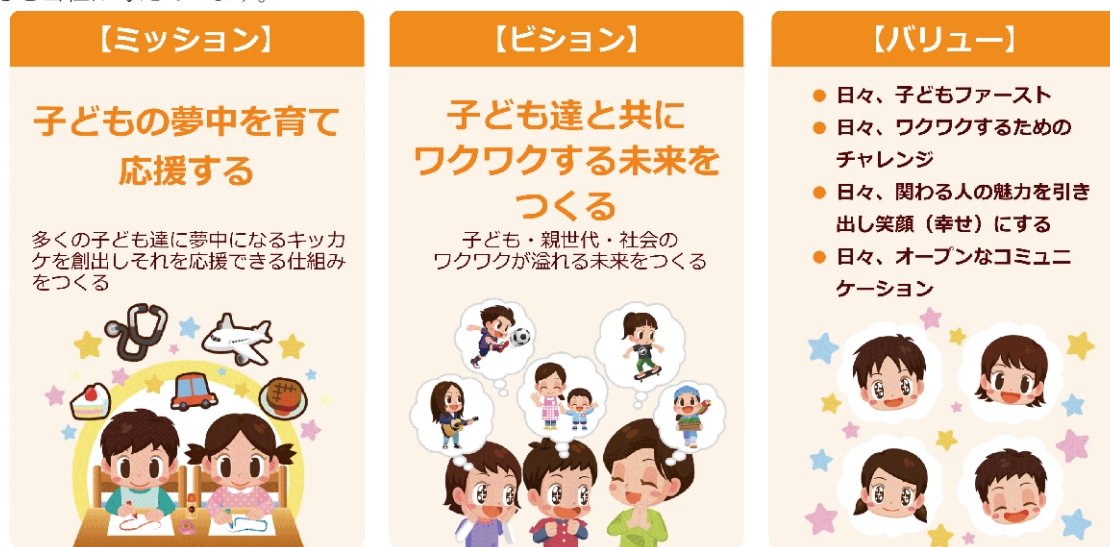 【ミッション】
子どもの夢中を育て
応援する
多くの子ども達に夢中になるキッカ
ケを創出しそれを応援できる仕組み
をつくる
【ビジョン】
子ども達と共に
ワクワクする未来を
つくる
子ども・親世代・社会の
ワクワクが溢れる未来をつくる
【バリュー】
● 日々、子どもファースト
● 日々、ワクワクするための
チャレンジ
● 日々、関わる人の魅力を引き
出し笑顔（幸せ）にする
● 日々、オープンなコミュニ
ケーション